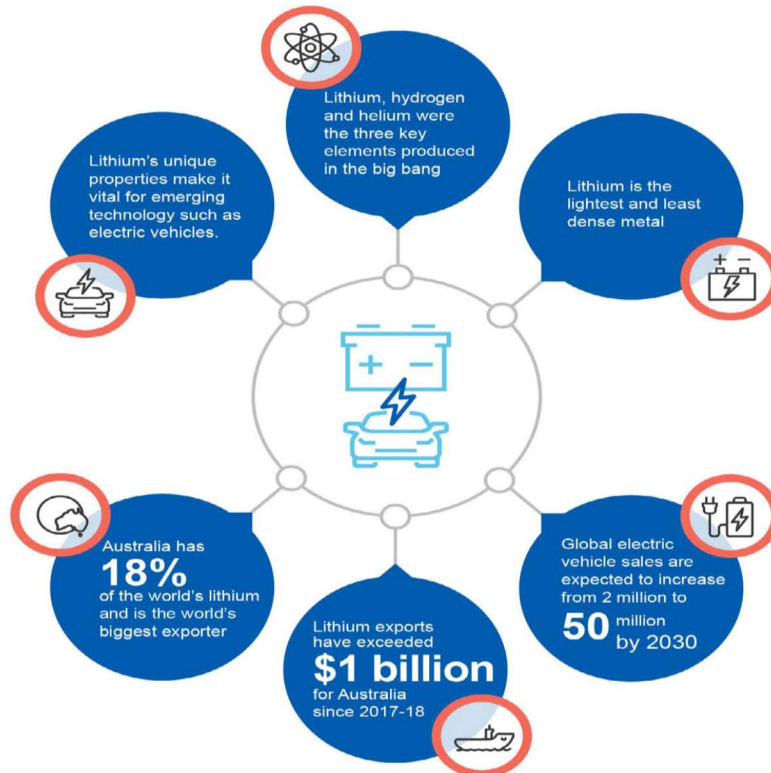 Lithium, hydrogen
and helium were
the three key
elements produced
in the big bang
Lithium's unique
properties make it
vital for emerging
technology such as
electric vehicles.
Lithium is the
lightest and least
dense metal
Australia has
18%
of the world's lithium
and is the world's
biggest exporter
Lithium exports
have exceeded
$1 billion
for Australia
since 2017-18
Global electric
vehicle sales are
expected to increase
from 2 million to
50 million
by 2030